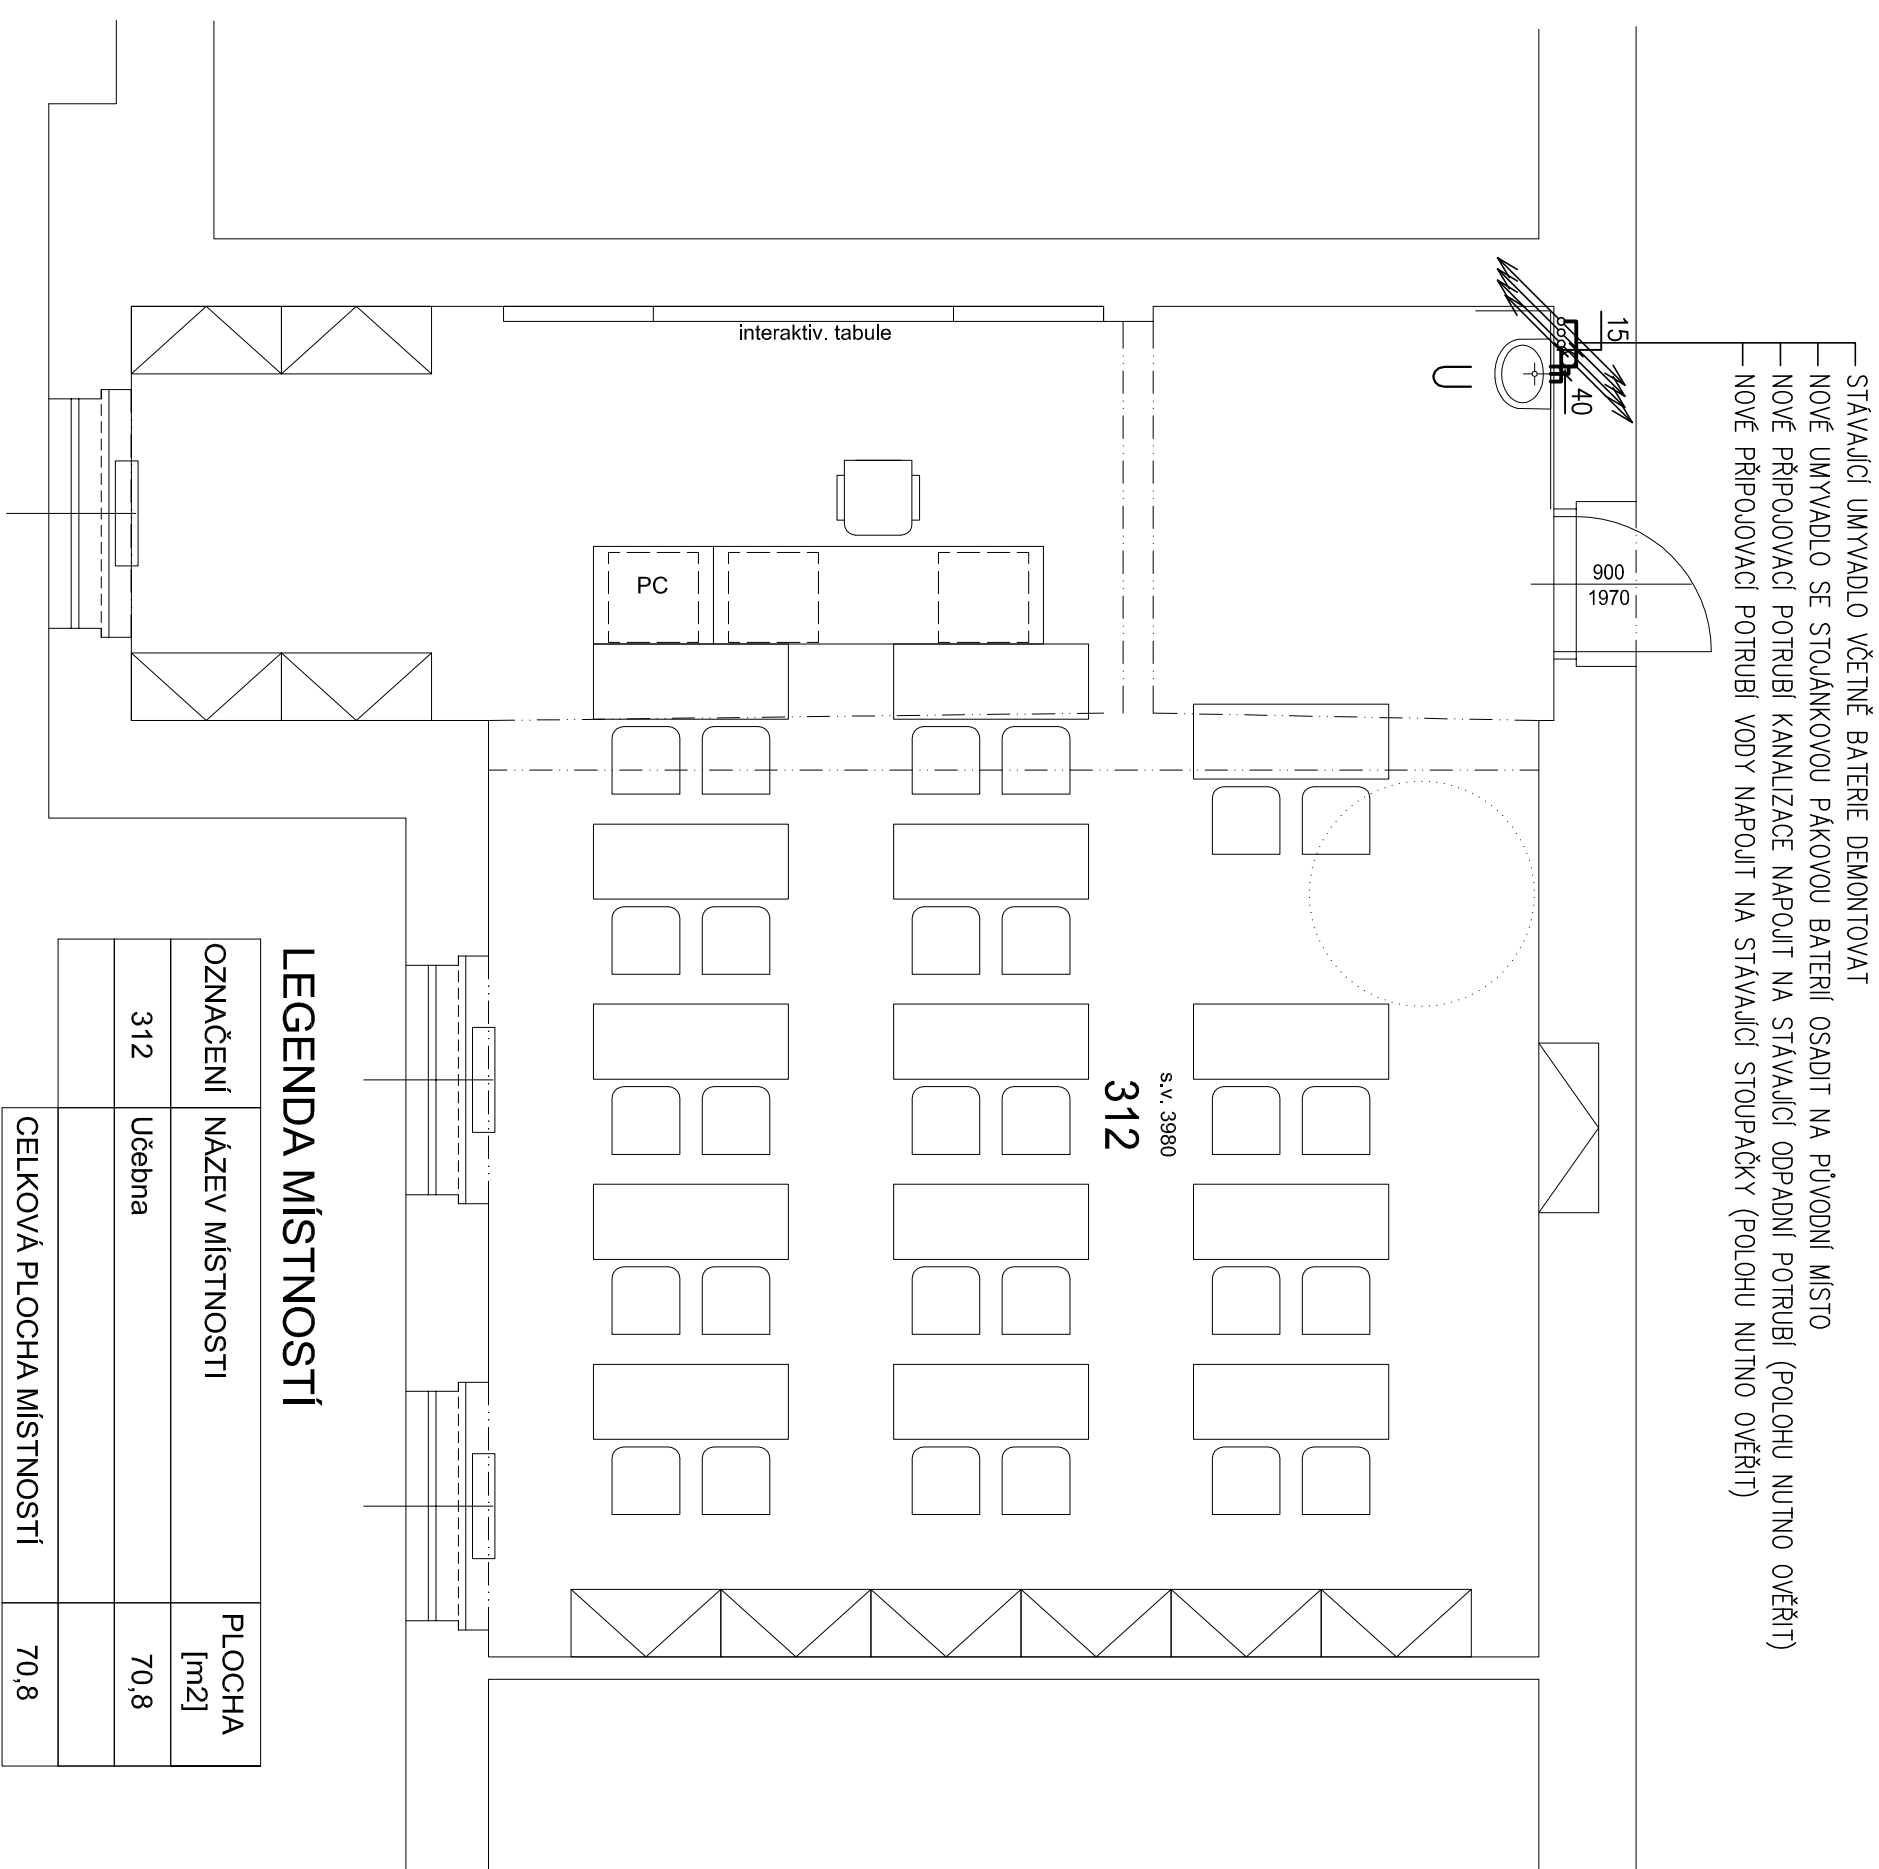 STÁVAJÍCÍ UMYVADLO VČETNĚ BATERIE DEMONTOVAT
NOVÉ UMYVADLO SE STOJÁNKOVOU PÁKOVOU BATERIÍ OSADIT NA PŮVODNÍ MÍSTO
NOVÉ PŘIPOJOVACÍ POTRUBÍ KANALIZACE NAPOJIT NA STÁVAJÍCÍ ODPADNÍ POTRUBÍ (POLOHU NUTNO OVĚŘIT)
NOVÉ PŘIPOJOVACÍ POTRUBÍ VODY NAPOJIT NA STÁVAJÍCÍ STOUPAČKY (POLOHU NUTNO OVĚŘIT)
15
40
900
1970
interaktiv. tabule
PC
s.v. 3980
312
LEGENDA MÍSTNOSTÍ
OZNAČENÍ NÁZEV MÍSTNOSTI PLOCHA
[m2]
312 Učebna 70,8
CELKOVÁ PLOCHA MÍSTNOSTÍ 70,8